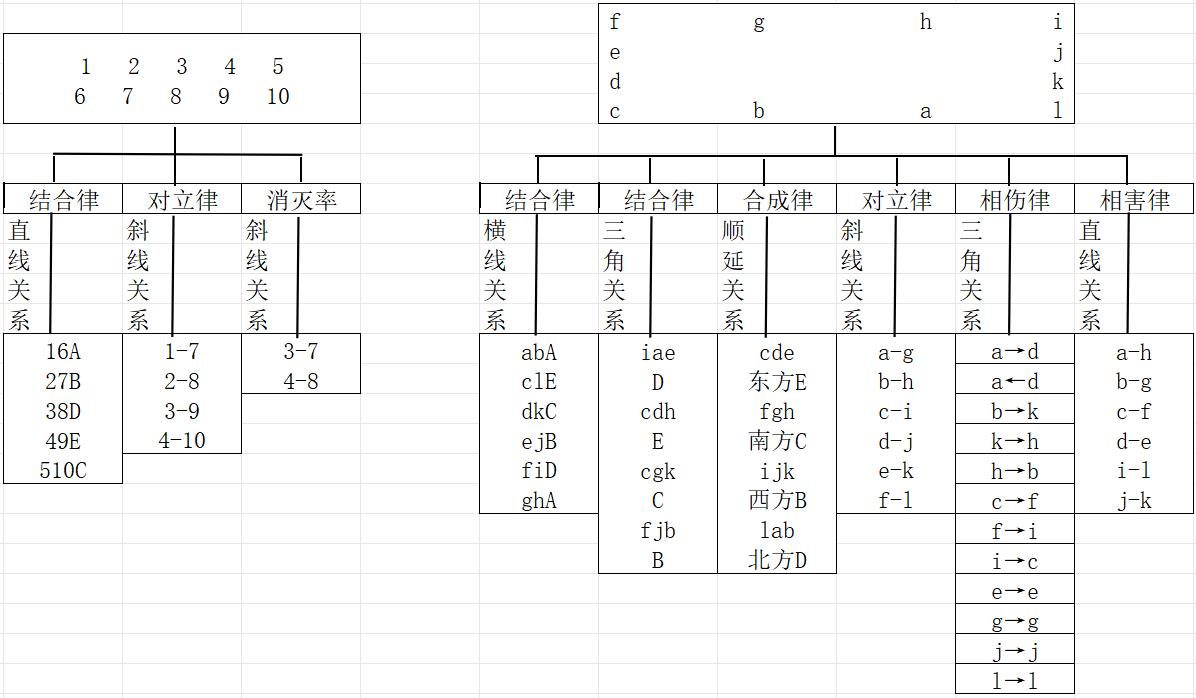 1 2 3 4 5
6 7 8 9 10
f g h i
e j
d k
c b a l
结合律 对立律 消灭率 结合律 结合律 合成律 对立律 相伤律 相害律
直线关系 斜线关系 斜线关系 横线关系 三角关系 顺延关系 斜线关系 三角关系 直线关系
16A 1-7 3-7 abA iae cde a-g a→d a-h
27B 2-8 4-8 clE D 东方E b-h a←d b-g
38D 3-9 dkC cdh fgh c-i b→k c-f
49E 4-10 ejB E 南方C d-j k→h d-e
510C fiD cgk ijk e-k h→b i-l
ghA C 西方B f-l c→f j-k
fjb lab f→i
B 北方D i→c
e→e
g→g
j→j
l→l